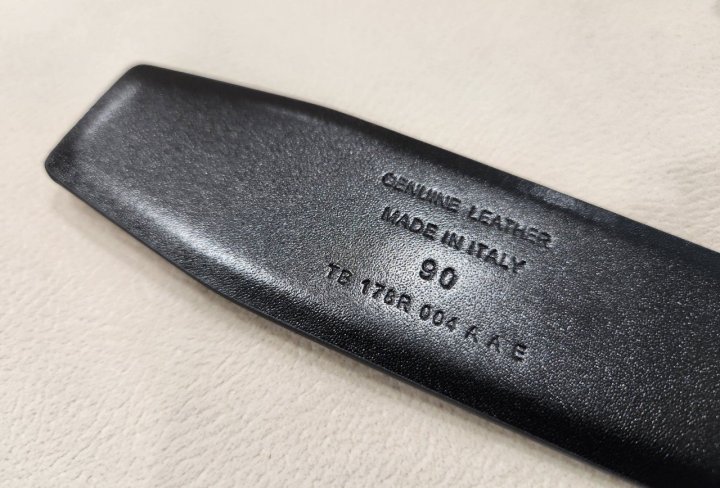 GENUINE LEATHER
MADE IN ITALY
90
TB 178R 004 A A E